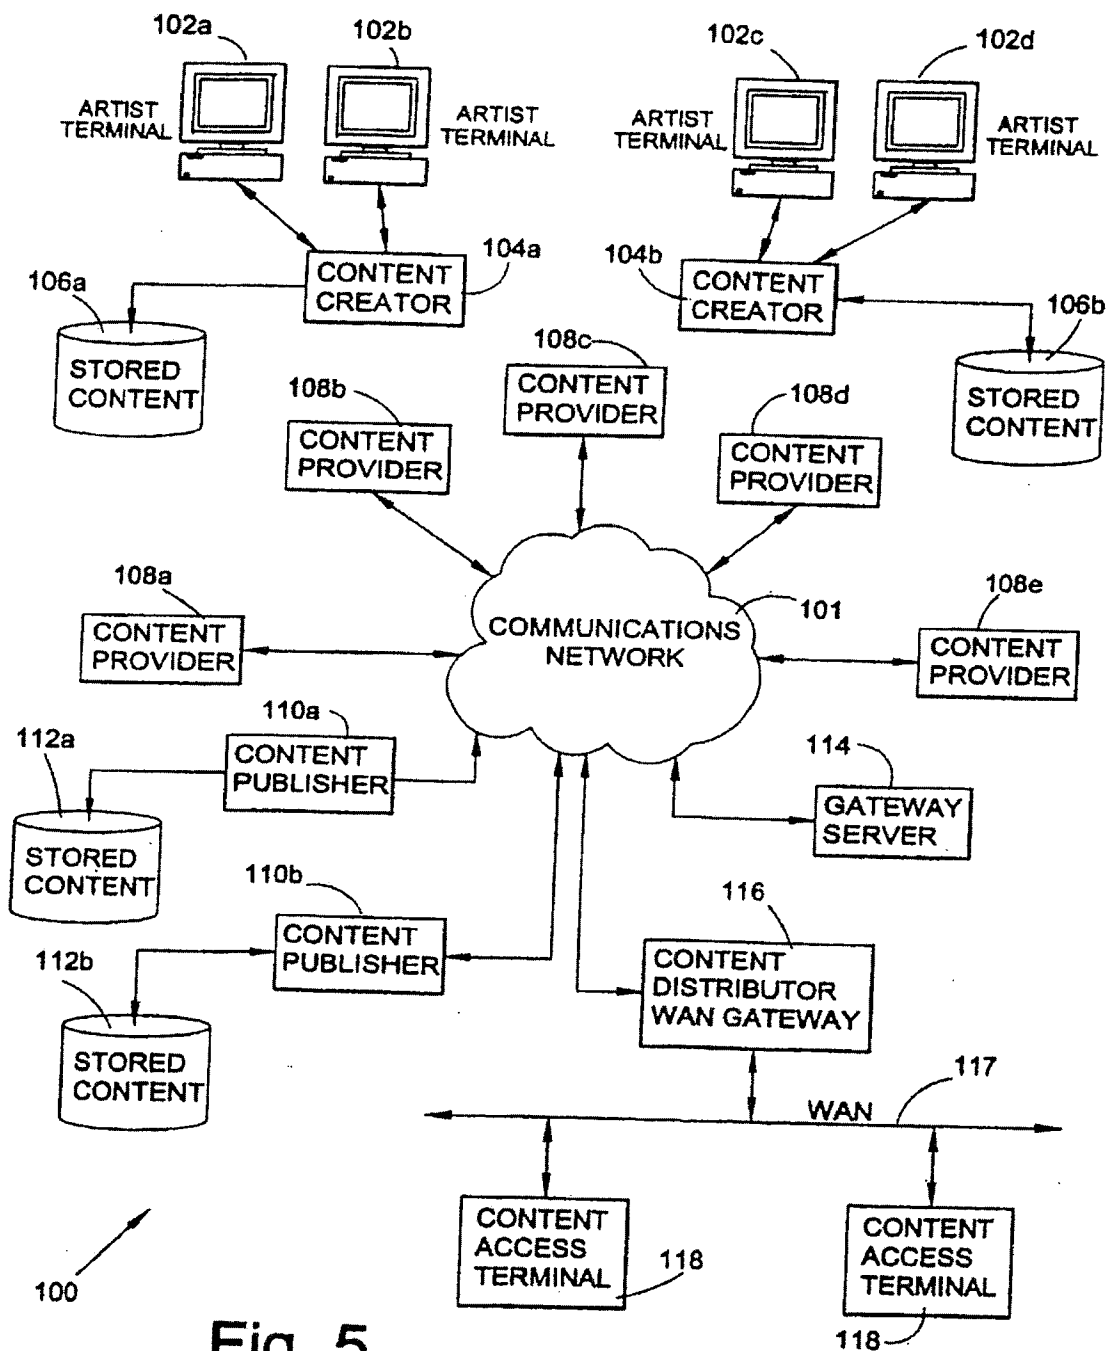 102a
102b
102c
102d
ARTIST
TERMINAL
ARTIST
TERMINAL
ARTIST
TERMINAL
ARTIST
TERMINAL
104a
CONTENT
CREATOR
104b
CONTENT
CREATOR
106a
STORED
CONTENT
106b
STORED
CONTENT
108c
CONTENT
PROVIDER
108b
CONTENT
PROVIDER
108d
CONTENT
PROVIDER
108a
CONTENT
PROVIDER
COMMUNICATIONS
NETWORK
101
108e
CONTENT
PROVIDER
110a
CONTENT
PUBLISHER
112a
STORED
CONTENT
114
GATEWAY
SERVER
110b
CONTENT
PUBLISHER
112b
STORED
CONTENT
116
CONTENT
DISTRIBUTOR
WAN GATEWAY
WAN
117
CONTENT
ACCESS
TERMINAL
118
CONTENT
ACCESS
TERMINAL
118
100
Fig. 5